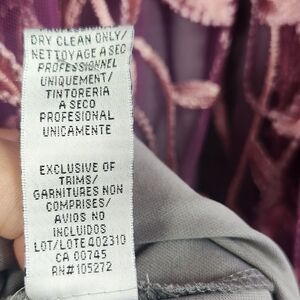 PROFESSIONAL
DRY CLEAN ONLY/
NETTOYAGE A SEC
PROFESSIONNEL
UNIQUEMENT/
TINTORERIA
A SECO
PROFESIONAL
UNICAMENTE
EXCLUSIVE OF
TRIMS/
GARNITURES NON
COMPRISES/
AVIOS NO
INCLUIDOS
LOT/LOTE 402310
CA 00745
RN#105272